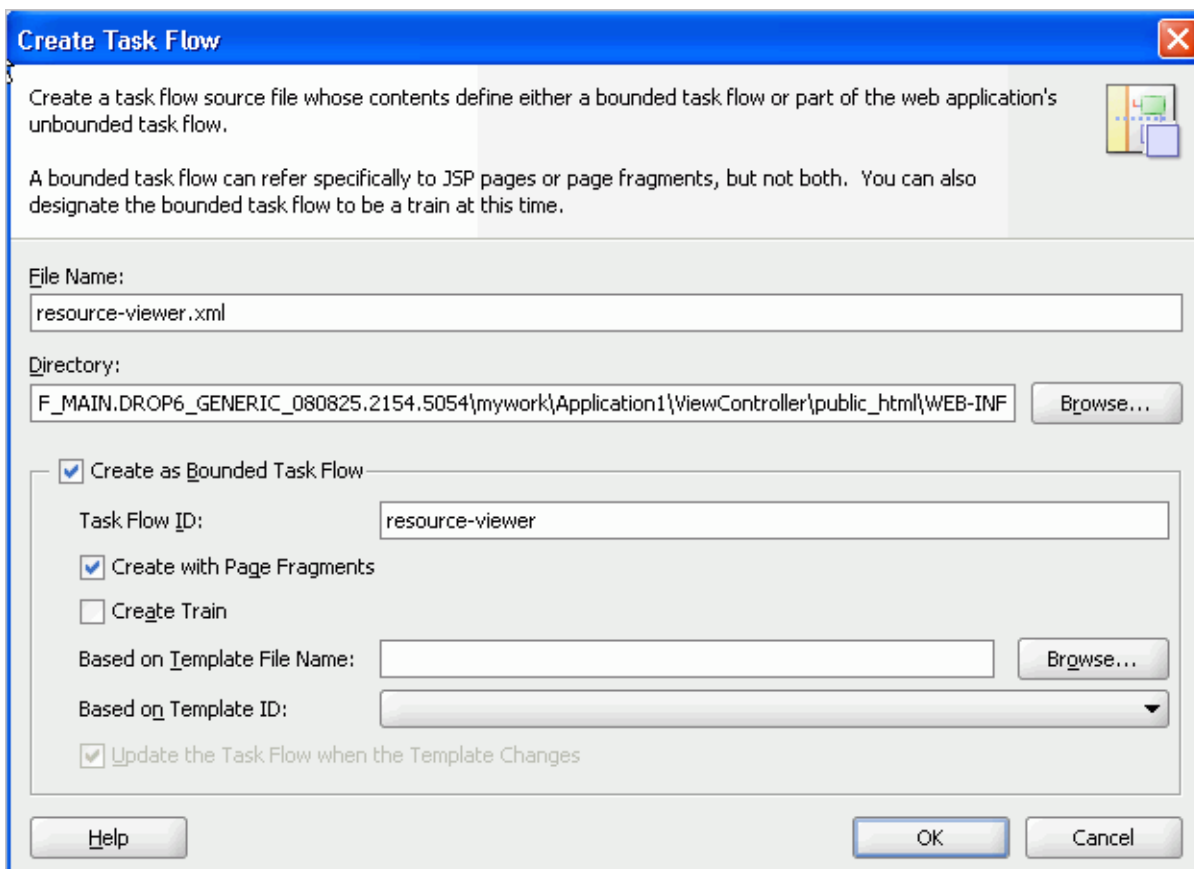 Create Task Flow
Create a task flow source file whose contents define either a bounded task flow or part of the web application's
unbounded task flow.
A bounded task flow can refer specifically to JSP pages or page fragments, but not both.  You can also
designate the bounded task flow to be a train at this time.
File Name:
resource-viewer.xml
Directory:
F_MAIN.DROP6_GENERIC_080825.2154.5054\mywork\Application1\ViewController\public_html\WEB-INF
Browse...
Create as Bounded Task Flow
Task Flow ID:
resource-viewer
Create with Page Fragments
Create Train
Based on Template File Name:
Browse...
Based on Template ID:
Update the Task Flow when the Template Changes
Help
OK
Cancel